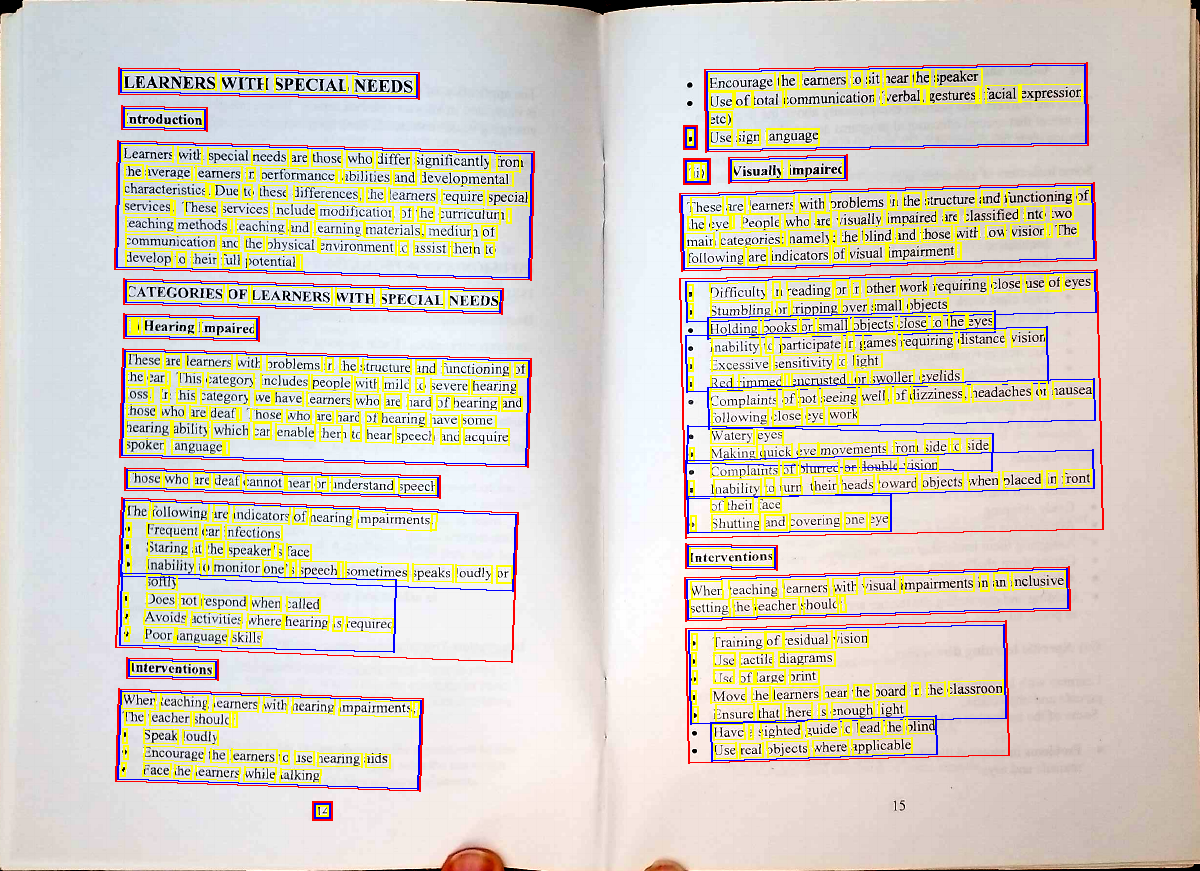 LEARNERS WITH SPECIAL NEEDS
Introduction
Learners with special needs are those who differ significantly from
the average learners in performance abilities and developmental
characteristics. Due to these differences, the learners require special
services. These services include modification of the curriculum,
teaching methods, teaching and learning materials, medium of
communication and the physical environment to assist them to
develop to their full potential.
CATEGORIES OF LEARNERS WITH SPECIAL NEEDS
Hearing Impaired
These are learners with problems in the structure and functioning of
the ear. This category includes people with mild to severe hearing
loss. In this category we have learners who are hard of hearing and
those who are deaf. Those who are hard of hearing have some
hearing ability which can enable them to hear speech and acquire
spoken language.
Those who are deaf cannot hear or understand speech
The following are indicators of hearing impairments.
• Frequent ear infections
• Staring at the speaker's face
• Inability to monitor one's speech, sometimes speaks loudly or
softly
• Does not respond when called
• Avoids activities where hearing is required
• Poor language skills
Interventions
When teaching learners with hearing impairments,
The teacher should:
• Speak loudly
• Encourage the learners to use hearing aids
• Face the learners while talking
14
• Encourage the learners to sit near the speaker
• Use of total communication (verbal, gestures, facial expression
etc)
• Use sign language
(ii) Visually impaired
These are learners with problems in the structure and functioning of
the eye. People who are visually impaired are classified into two
main categories; namely: the blind and those with low vision. The
following are indicators of visual impairment
• Difficulty in reading or in other work requiring close use of eyes
• Stumbling or tripping over small objects
• Holding books or small objects close to the eyes
• Inability to participate in games requiring distance vision
• Excessive sensitivity to light
• Red rimmed, encrusted or swollen eyelids
• Complaints of not seeing well, of dizziness, headaches or nausea
following close eye work
• Watery eyes
• Making quick eye movements from side to side
• Complaints of blurred or double vision
• Inability to turn their heads toward objects when placed in front
of their face
• Shutting and covering one eye
Interventions
When teaching learners with visual impairments in an inclusive
setting the teacher should:
• Training of residual vision
• Use tactile diagrams
• Use of large print
• Move the learners near the board in the classroom
• Ensure that there is enough light
• Have a sighted guide to lead the blind
• Use real objects where applicable
15